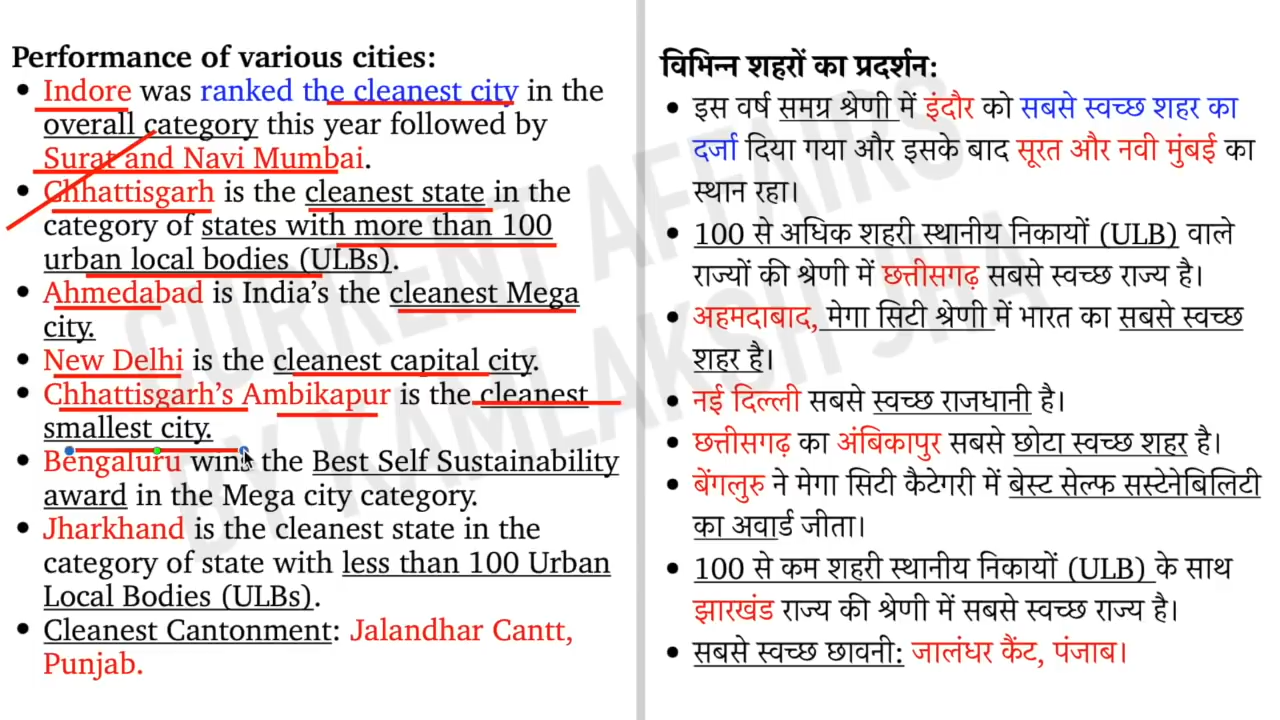 Performance of various cities:
• Indore was ranked the cleanest city in the
overall category this year followed by
Surat and Navi Mumbai.
• Chhattisgarh is the cleanest state in the
category of states with more than 100
urban local bodies (ULBs).
• Ahmedabad is India's the cleanest Mega
city.
• New Delhi is the cleanest capital city.
• Chhattisgarh's Ambikapur is the cleanest
smallest city.
• Bengaluru wins the Best Self Sustainability
award in the Mega city category.
• Jharkhand is the cleanest state in the
category of state with less than 100 Urban
Local Bodies (ULBs).
• Cleanest Cantonment: Jalandhar Cantt,
Punjab.
विभिन्न शहरों का प्रदर्शन:
• इस वर्ष समग्र श्रेणी में इंदौर को सबसे स्वच्छ शहर का
दर्जा दिया गया और इसके बाद सूरत और नवी मुंबई का
स्थान रहा।
• 100 से अधिक शहरी स्थानीय निकायों (ULB) वाले
राज्यों की श्रेणी में छत्तीसगढ़ सबसे स्वच्छ राज्य है।
• अहमदाबाद, मेगा सिटी श्रेणी में भारत का सबसे स्वच्छ
शहर है।
• नई दिल्ली सबसे स्वच्छ राजधानी है।
• छत्तीसगढ़ का अंबिकापुर सबसे छोटा स्वच्छ शहर है।
• बेंगलुरु ने मेगा सिटी कैटेगरी में बेस्ट सेल्फ सस्टेनेबिलिटी
का अवार्ड जीता।
• 100 से कम शहरी स्थानीय निकायों (ULB) के साथ
झारखंड राज्य की श्रेणी में सबसे स्वच्छ राज्य है।
• सबसे स्वच्छ छावनी: जालंधर कैंट, पंजाब।
CURRENT AFFAIRS
BY KAMLAKSH JHA